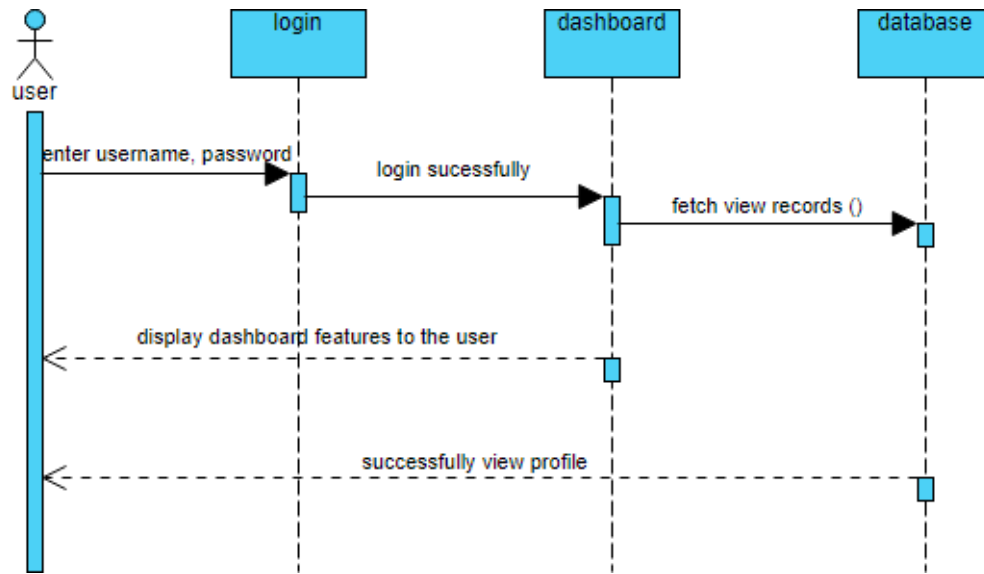 login
dashboard
database
user
enter username, password
login sucessfully
fetch view records ()
display dashboard features to the user
successfully view profile